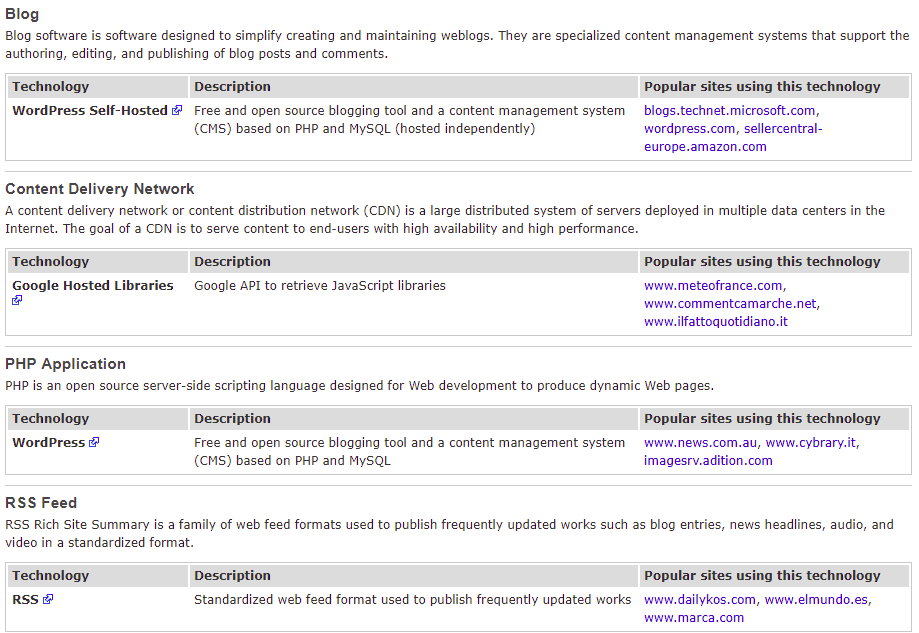 Blog
Blog software is software designed to simplify creating and maintaining weblogs. They are specialized content management systems that support the
authoring, editing, and publishing of blog posts and comments.
Technology Description Popular sites using this technology
WordPress Self-Hosted Free and open source blogging tool and a content management system blogs.technet.microsoft.com,
(CMS) based on PHP and MySQL (hosted independently) wordpress.com, sellercentral-
europe.amazon.com
Content Delivery Network
A content delivery network or content distribution network (CDN) is a large distributed system of servers deployed in multiple data centers in the
Internet. The goal of a CDN is to serve content to end-users with high availability and high performance.
Technology Description Popular sites using this technology
Google Hosted Libraries Google API to retrieve JavaScript libraries www.meteofrance.com,
www.commentcamarche.net,
www.ilfattoquotidiano.it
PHP Application
PHP is an open source server-side scripting language designed for Web development to produce dynamic Web pages.
Technology Description Popular sites using this technology
WordPress Free and open source blogging tool and a content management system www.news.com.au, www.cybrary.it,
(CMS) based on PHP and MySQL imagesrv.adition.com
RSS Feed
RSS Rich Site Summary is a family of web feed formats used to publish frequently updated works such as blog entries, news headlines, audio, and
video in a standardized format.
Technology Description Popular sites using this technology
RSS Standardized web feed format used to publish frequently updated works www.dailykos.com, www.elmundo.es,
www.marca.com